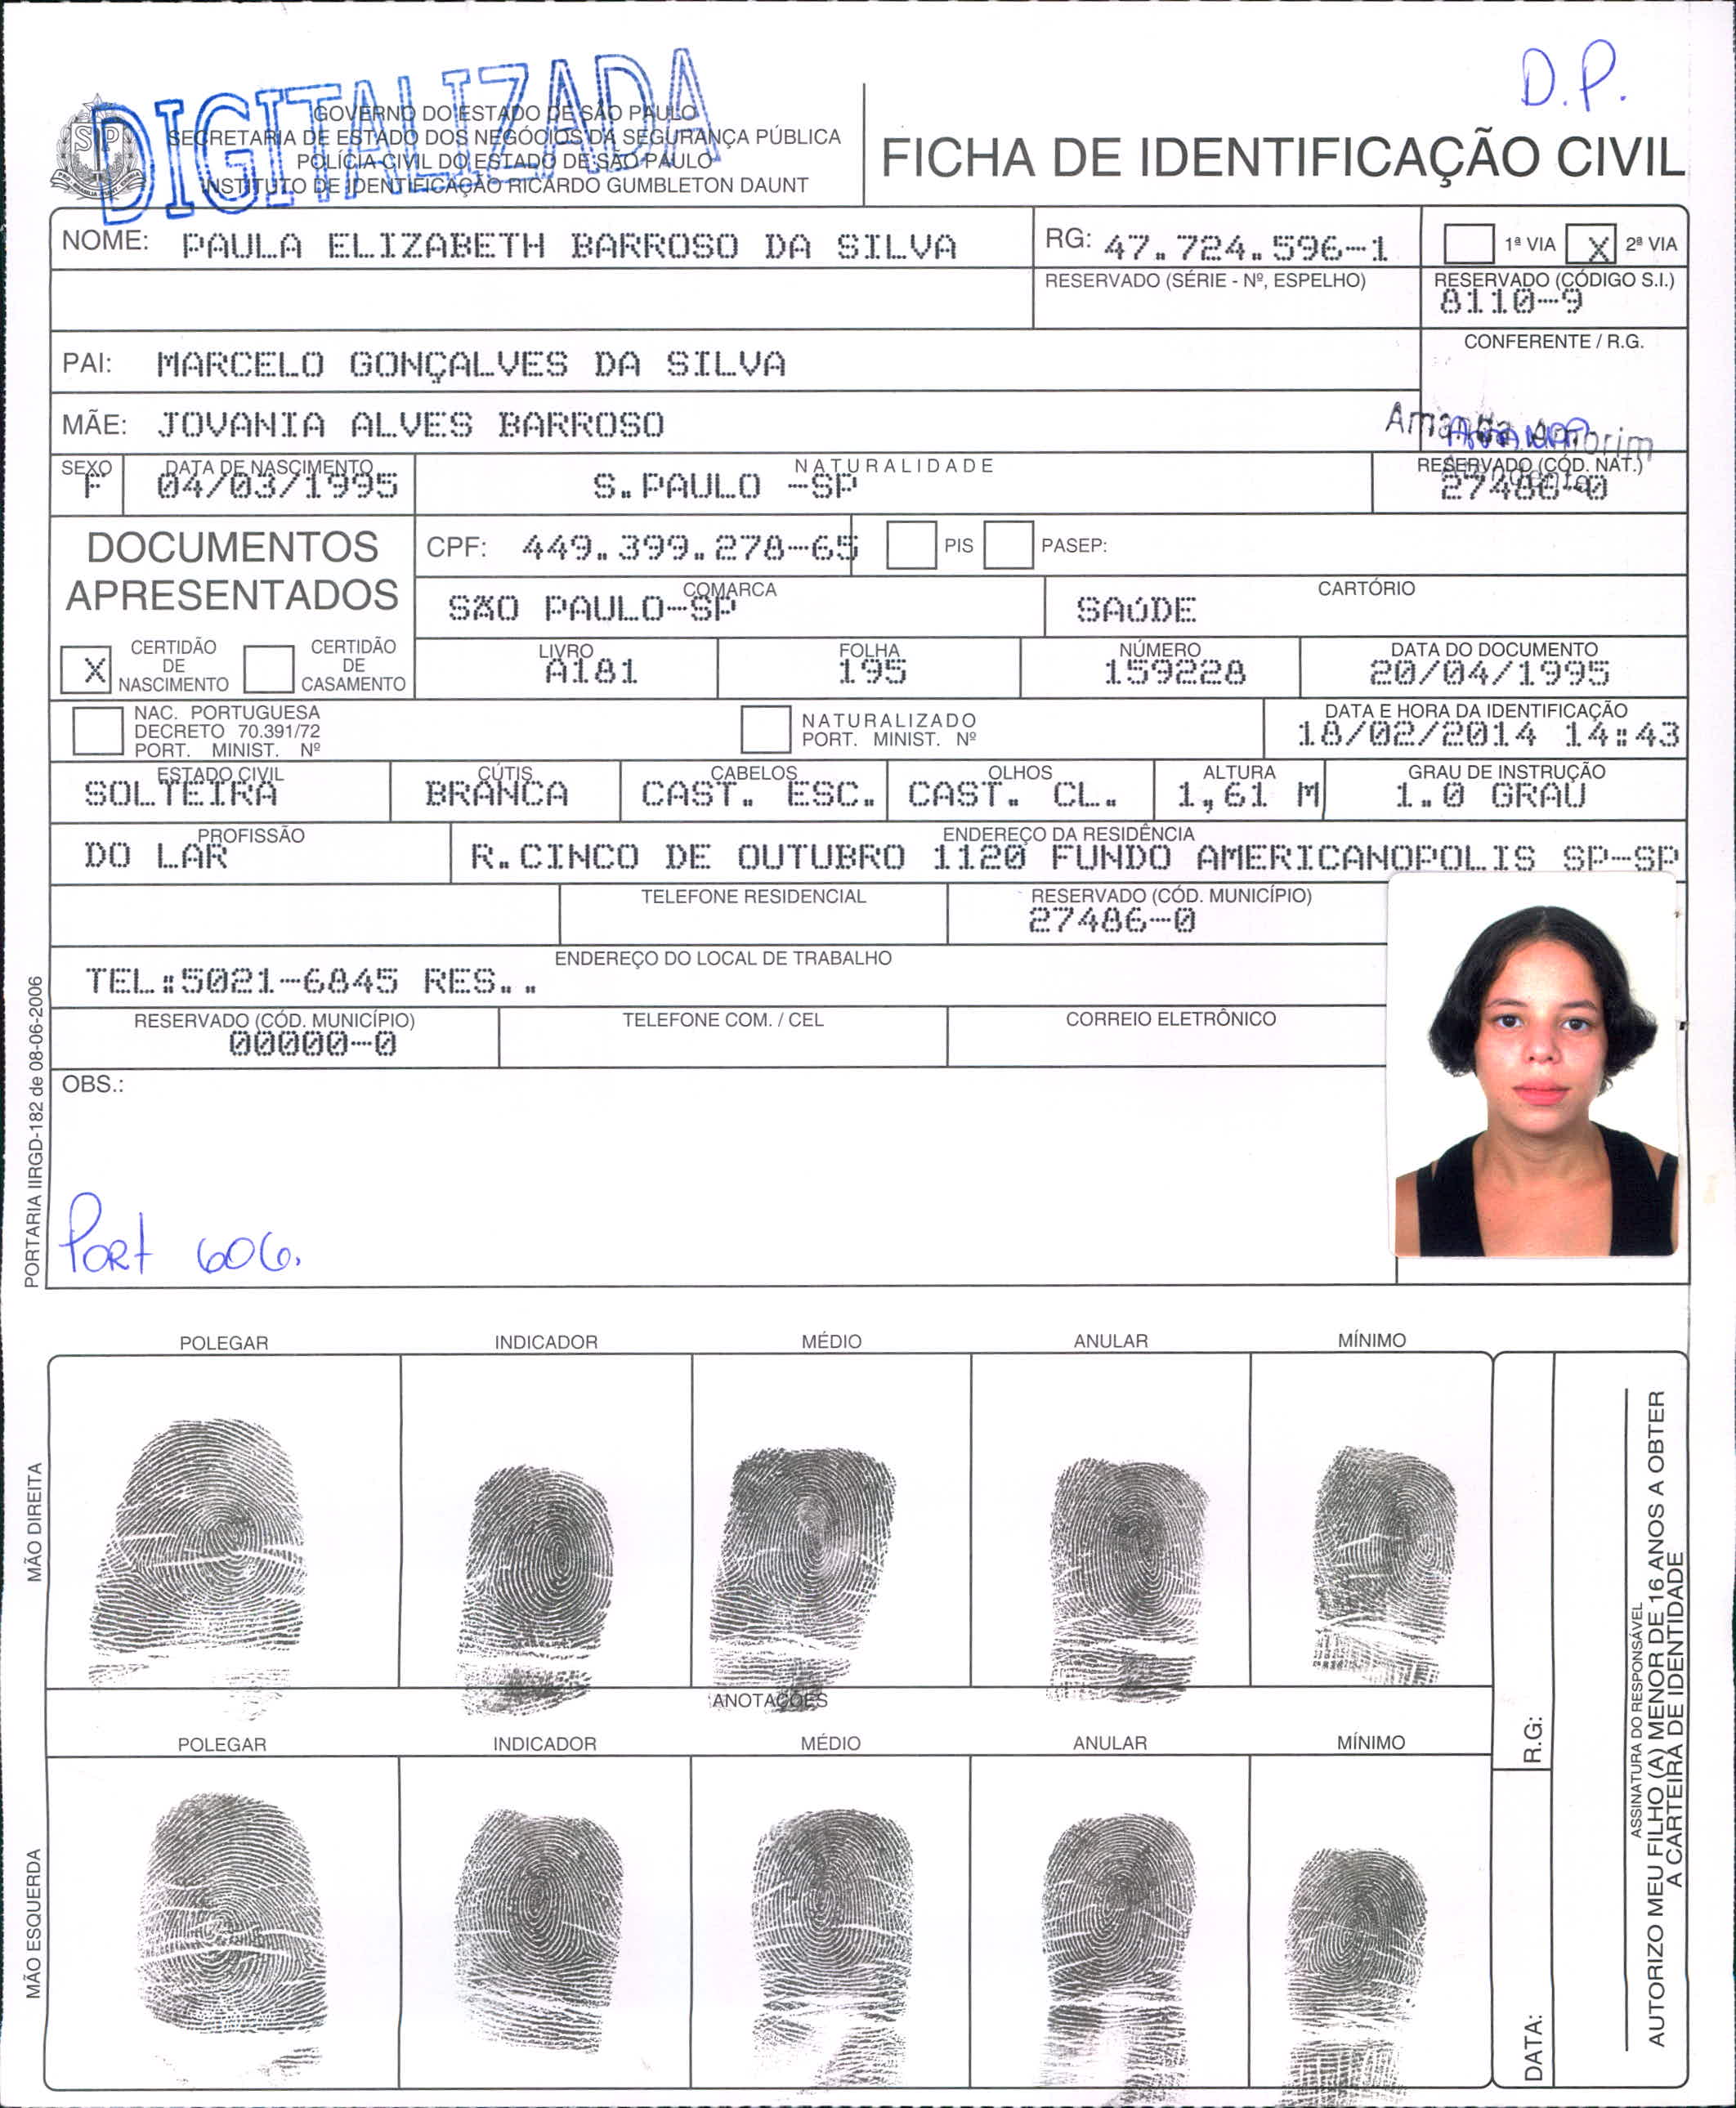 D.P.
DIGITALIZADA
GOVERNO DO ESTADO DE SÃO PAULO
SECRETARIA DE ESTADO DOS NEGÓCIOS DA SEGURANÇA PÚBLICA
POLÍCIA CIVIL DO ESTADO DE SÃO PAULO
INSTITUTO DE IDENTIFICAÇÃO RICARDO GUMBLETON DAUNT
FICHA DE IDENTIFICAÇÃO CIVIL
NOME: PAULA ELIZABETH BARROSO DA SILVA
RG: 47.724.596-1
1ª VIA X 2ª VIA
RESERVADO (SÉRIE - Nº, ESPELHO)
RESERVADO (CÓDIGO S.I.)
8110-9
PAI: MARCELO GONÇALVES DA SILVA
CONFERENTE / R.G.
MÃE: JOVANIA ALVES BARROSO
Amorim
SEXO
F
DATA DE NASCIMENTO
04/03/1995
NATURALIDADE
S.PAULO -SP
RESERVADO (CÓD. NAT.)
27486-0
DOCUMENTOS
APRESENTADOS
CPF: 449.399.278-65
PIS
PASEP:
COMARCA
SÃO PAULO-SP
CARTÓRIO
SAúDE
X CERTIDÃO
DE
NASCIMENTO
CERTIDÃO
DE
CASAMENTO
LIVRO
A181
FOLHA
195
NÚMERO
159228
DATA DO DOCUMENTO
20/04/1995
NAC. PORTUGUESA
DECRETO 70.391/72
PORT. MINIST. Nº
NATURALIZADO
PORT. MINIST. Nº
DATA E HORA DA IDENTIFICAÇÃO
18/02/2014 14:43
ESTADO CIVIL
SOLTEIRA
CÚTIS
BRANCA
CABELOS
CAST. ESC.
OLHOS
CAST. CL.
ALTURA
1,61 M
GRAU DE INSTRUÇÃO
1.0 GRAU
PROFISSÃO
DO LAR
ENDEREÇO DA RESIDÊNCIA
R.CINCO DE OUTUBRO 1120 FUNDO AMERICANOPOLIS SP-SP
TELEFONE RESIDENCIAL
RESERVADO (CÓD. MUNICÍPIO)
27486-0
ENDEREÇO DO LOCAL DE TRABALHO
TEL:5021-6845 RES..
RESERVADO (CÓD. MUNICÍPIO)
00000-0
TELEFONE COM. / CEL
CORREIO ELETRÔNICO
OBS.:
Port 606.
PORTARIA IIRGD-182 de 08-06-2006
POLEGAR INDICADOR MÉDIO ANULAR MÍNIMO
MÃO DIREITA
ANOTAÇÕES
POLEGAR INDICADOR MÉDIO ANULAR MÍNIMO
MÃO ESQUERDA
R.G:
DATA:
ASSINATURA DO RESPONSÁVEL
AUTORIZO MEU FILHO (A) MENOR DE 16 ANOS A OBTER
A CARTEIRA DE IDENTIDADE